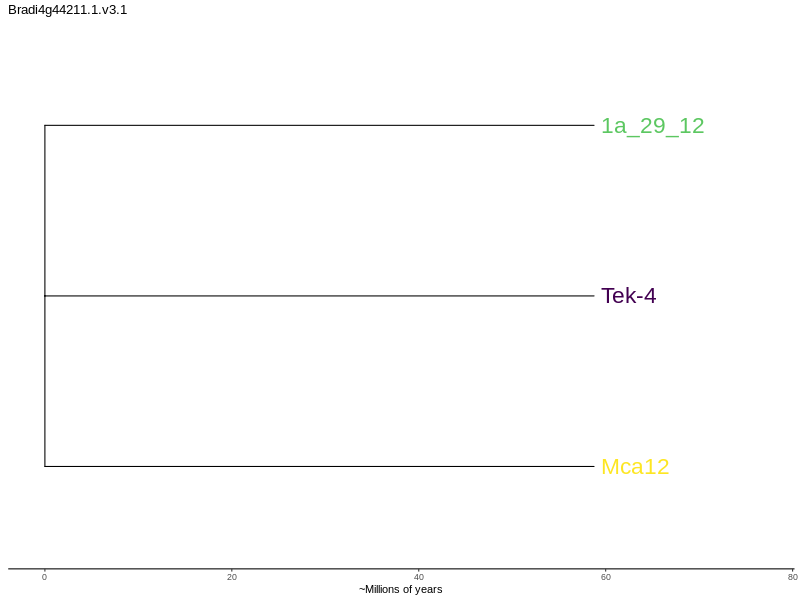 Bradi4g44211.1.v3.1
1a_29_12
Tek-4
Mca12
0 20 40 60 80
~Millions of years